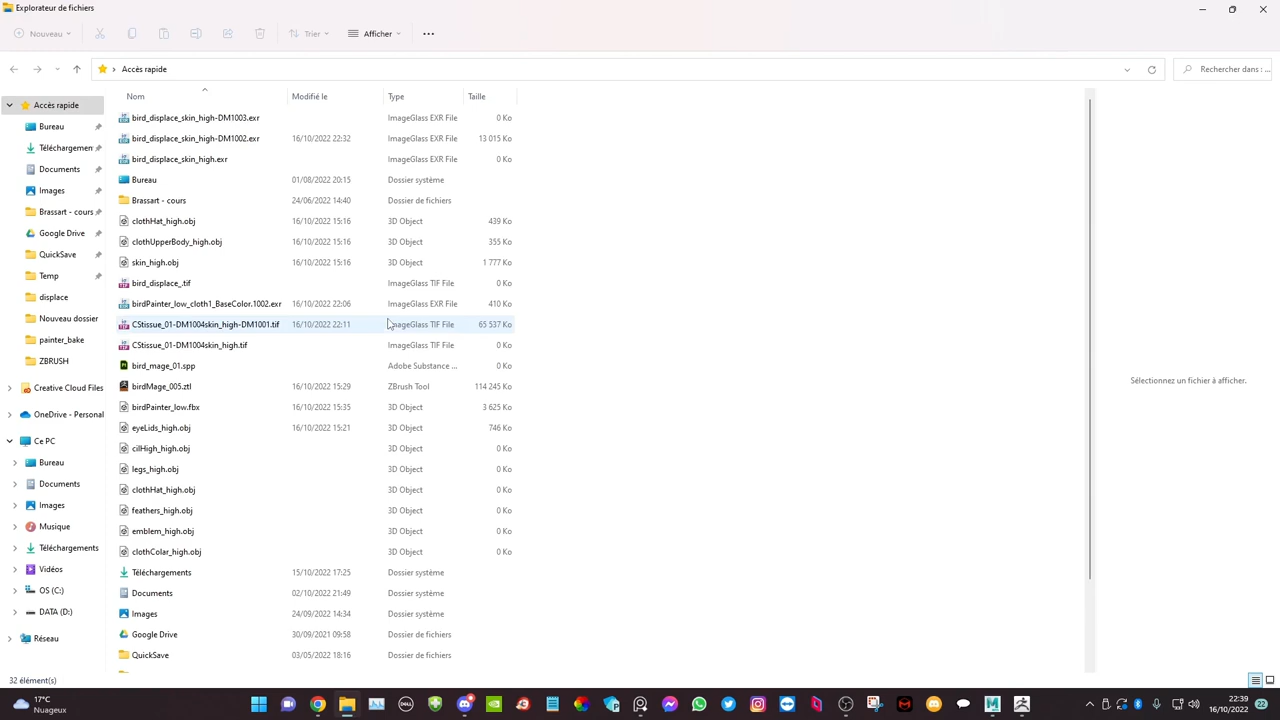 Explorateur de fichiers
Nouveau
Trier
Afficher
Accès rapide
Rechercher dans : ...
Nom
Modifié le
Type
Taille
Accès rapide
Bureau
Téléchargemen
Documents
Images
Brassart - cours
Google Drive
QuickSave
Temp
displace
Nouveau dossier
painter_bake
ZBRUSH
Creative Cloud Files
OneDrive - Personal
Ce PC
Bureau
Documents
Images
Musique
Téléchargements
Vidéos
OS (C:)
DATA (D:)
Réseau
bird_displace_skin_high-DM1003.exr ImageGlass EXR File 0 Ko
bird_displace_skin_high-DM1002.exr 16/10/2022 22:32 ImageGlass EXR File 13 015 Ko
bird_displace_skin_high.exr ImageGlass EXR File 0 Ko
Bureau 01/08/2022 20:15 Dossier système
Brassart - cours 24/06/2022 14:40 Dossier de fichiers
clothHat_high.obj 16/10/2022 15:16 3D Object 439 Ko
clothUpperBody_high.obj 16/10/2022 15:16 3D Object 355 Ko
skin_high.obj 16/10/2022 15:16 3D Object 1 777 Ko
bird_displace_.tif ImageGlass TIF File 0 Ko
birdPainter_low_cloth1_BaseColor.1002.exr 16/10/2022 22:06 ImageGlass EXR File 410 Ko
CStissue_01-DM1004skin_high-DM1001.tif 16/10/2022 22:11 ImageGlass TIF File 65 537 Ko
CStissue_01-DM1004skin_high.tif ImageGlass TIF File 0 Ko
bird_mage_01.spp Adobe Substance ...
birdMage_005.ztl 16/10/2022 15:29 ZBrush Tool 114 245 Ko
birdPainter_low.fbx 16/10/2022 15:35 3D Object 3 625 Ko
eyeLids_high.obj 16/10/2022 15:21 3D Object 746 Ko
cilHigh_high.obj 3D Object 0 Ko
legs_high.obj 3D Object 0 Ko
clothHat_high.obj 3D Object 0 Ko
feathers_high.obj 3D Object 0 Ko
emblem_high.obj 3D Object 0 Ko
clothColar_high.obj 3D Object 0 Ko
Téléchargements 15/10/2022 17:25 Dossier système
Documents 02/10/2022 21:49 Dossier système
Images 24/09/2022 14:34 Dossier système
Google Drive 30/09/2021 09:58 Dossier de fichiers
QuickSave 3/05/2022 18:16 Dossier de fichiers
Sélectionnez un fichier à afficher.
32 élément(s)
17°C
Nuageux
22:39
16/10/2022